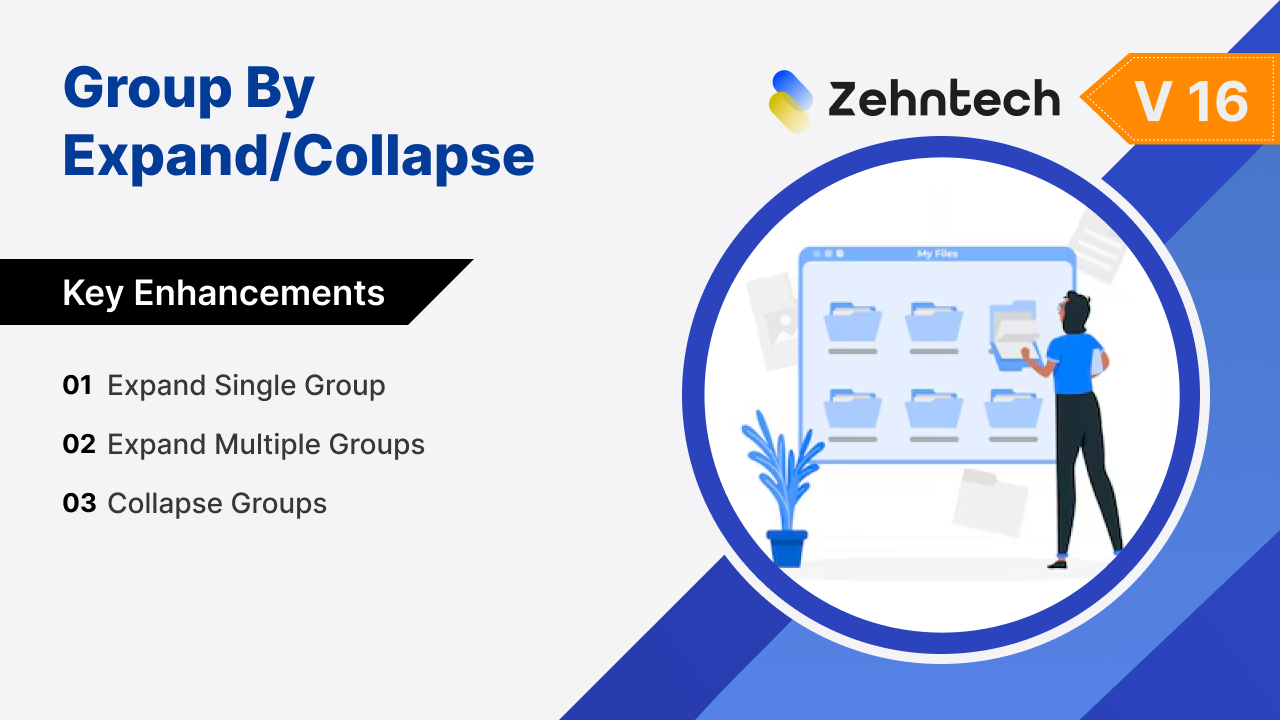 Group By
Expand/Collapse
Zehntech
V 16
Key Enhancements
01 Expand Single Group
02 Expand Multiple Groups
03 Collapse Groups
My Files